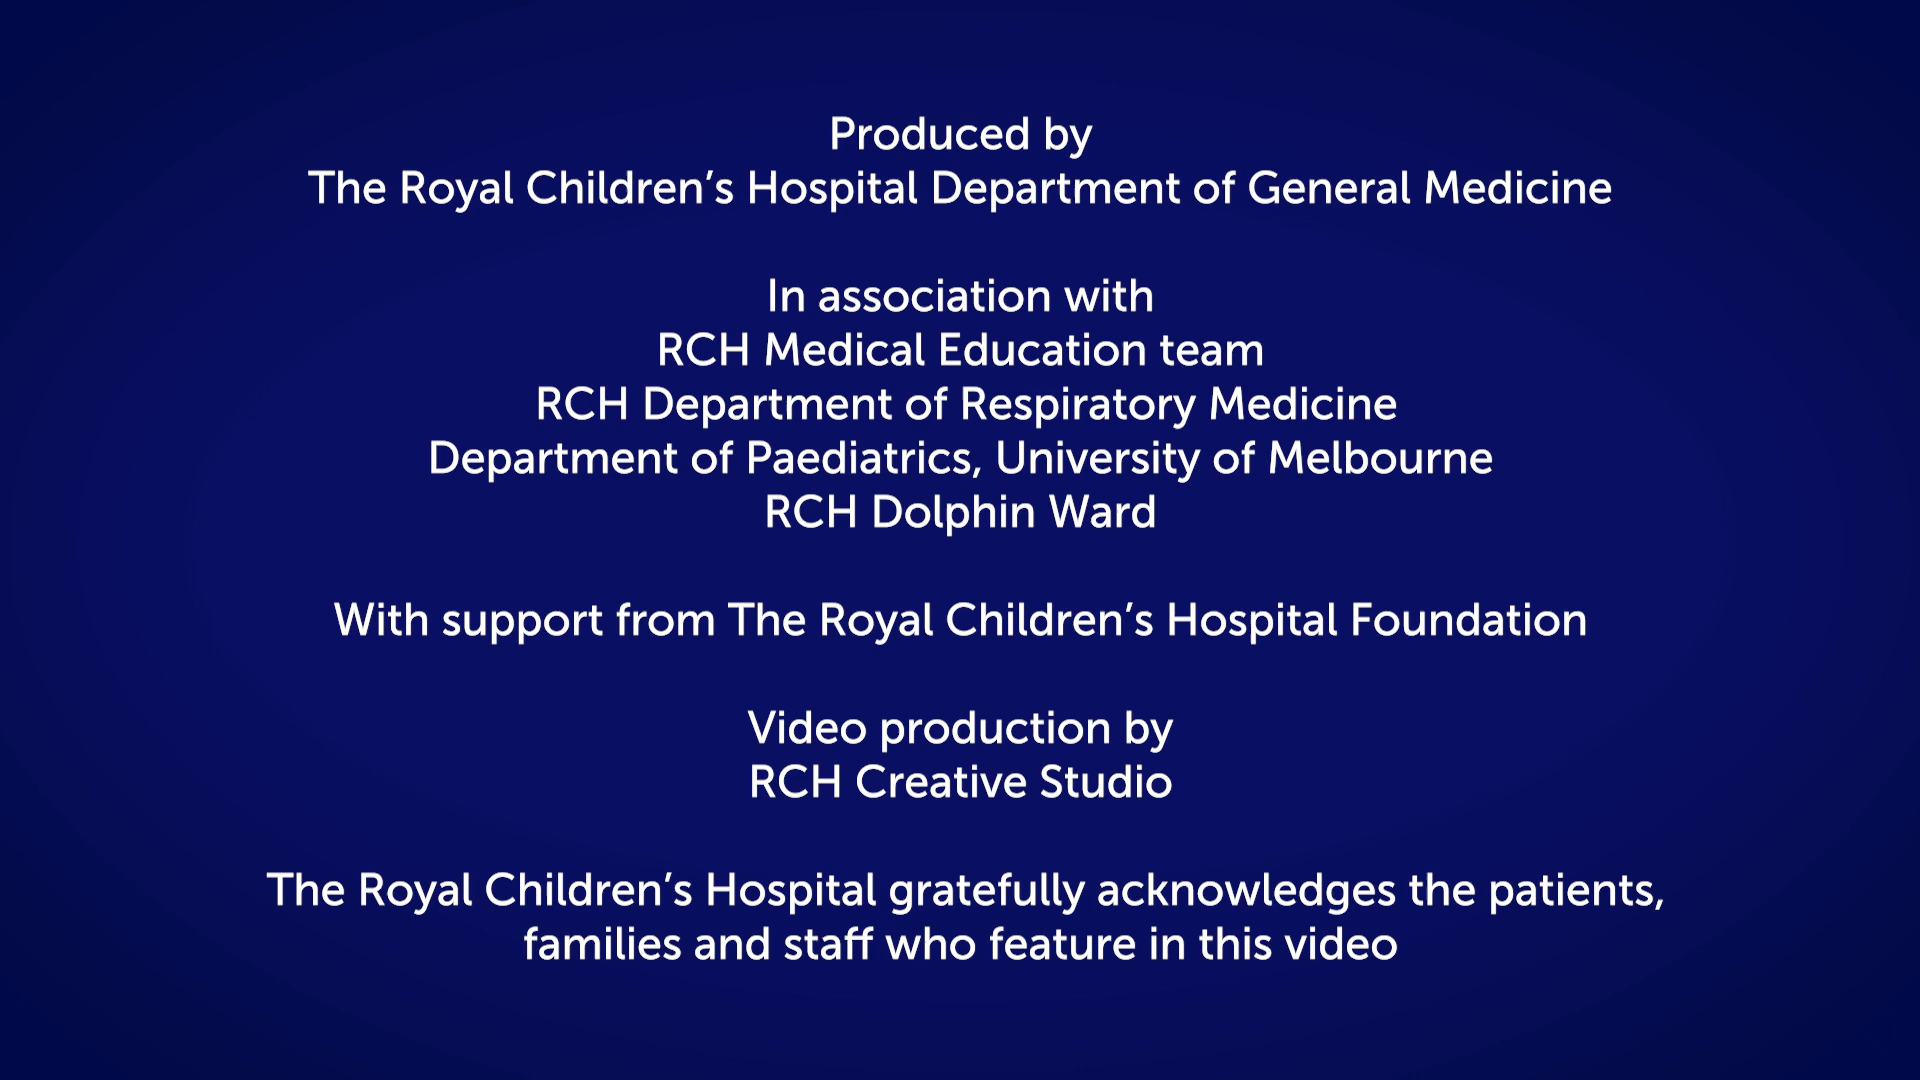 Produced by
The Royal Children’s Hospital Department of General Medicine
In association with
RCH Medical Education team
RCH Department of Respiratory Medicine
Department of Paediatrics, University of Melbourne
RCH Dolphin Ward
With support from The Royal Children’s Hospital Foundation
Video production by
RCH Creative Studio
The Royal Children’s Hospital gratefully acknowledges the patients,
families and staff who feature in this video